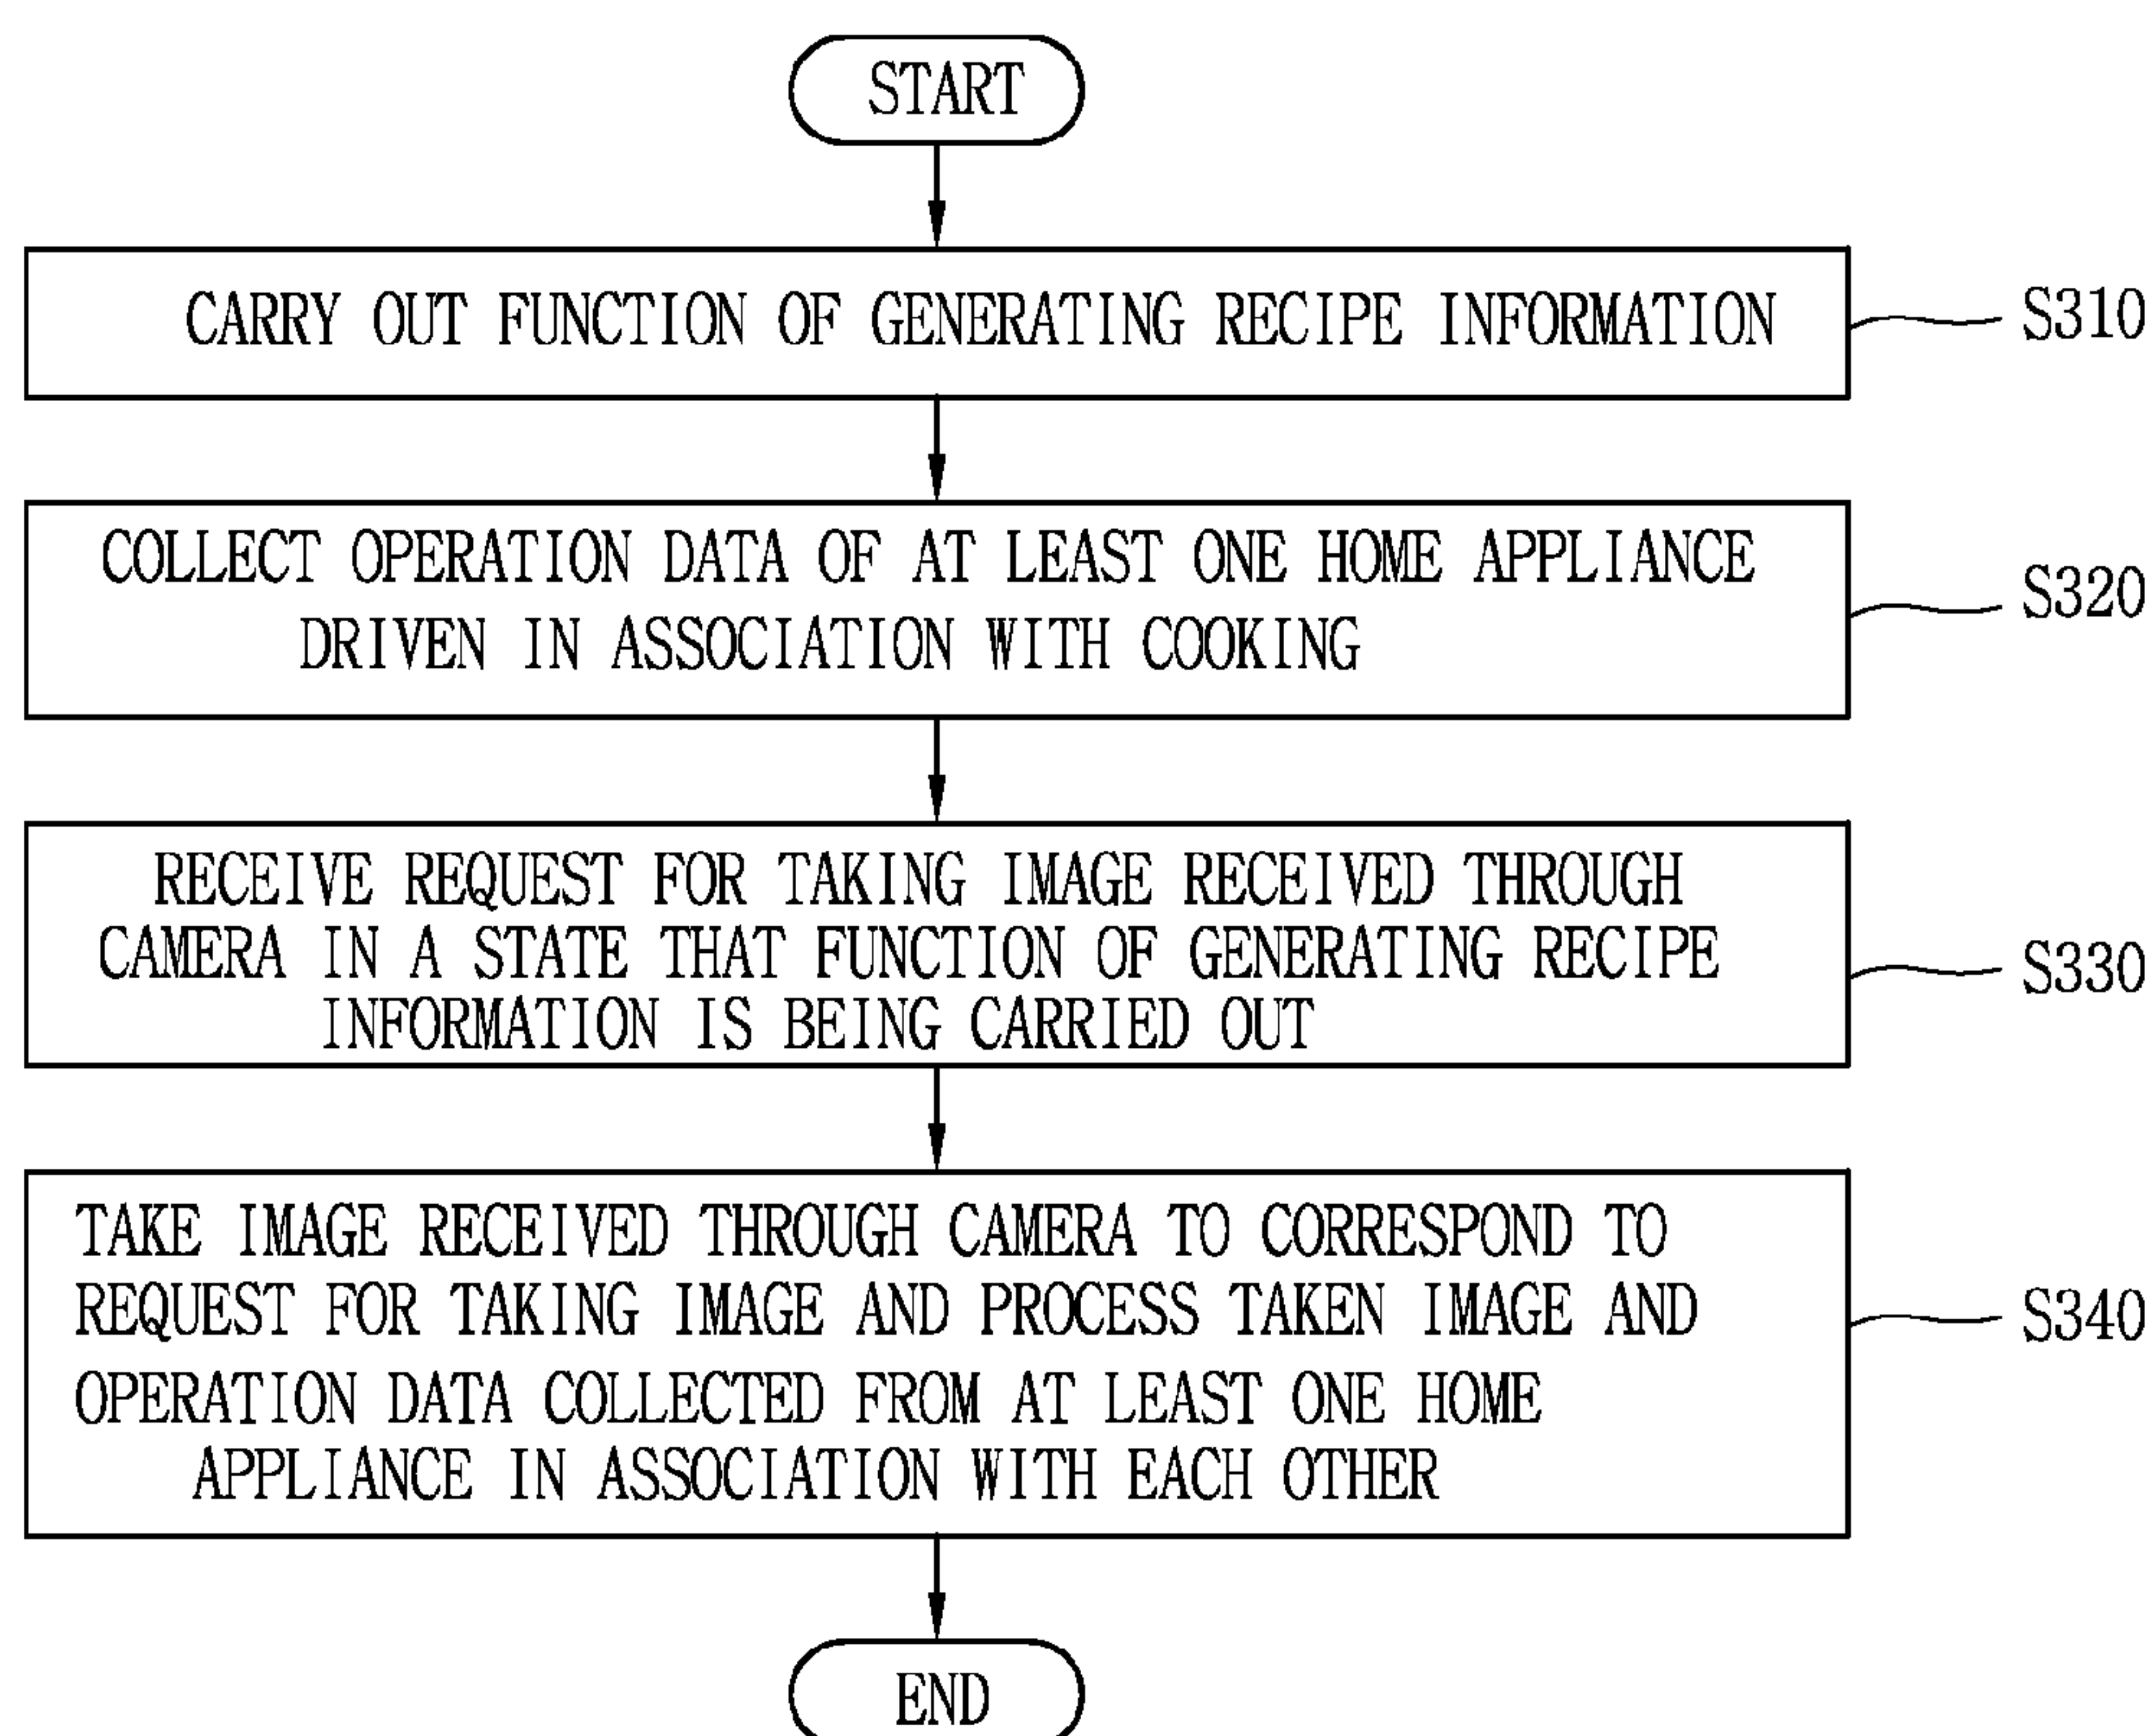 START
CARRY OUT FUNCTION OF GENERATING RECIPE INFORMATION
S310
COLLECT OPERATION DATA OF AT LEAST ONE HOME APPLIANCE
DRIVEN IN ASSOCIATION WITH COOKING
S320
RECEIVE REQUEST FOR TAKING IMAGE RECEIVED THROUGH
CAMERA IN A STATE THAT FUNCTION OF GENERATING RECIPE
INFORMATION IS BEING CARRIED OUT
S330
TAKE IMAGE RECEIVED THROUGH CAMERA TO CORRESPOND TO
REQUEST FOR TAKING IMAGE AND PROCESS TAKEN IMAGE AND
OPERATION DATA COLLECTED FROM AT LEAST ONE HOME
APPLIANCE IN ASSOCIATION WITH EACH OTHER
S340
END